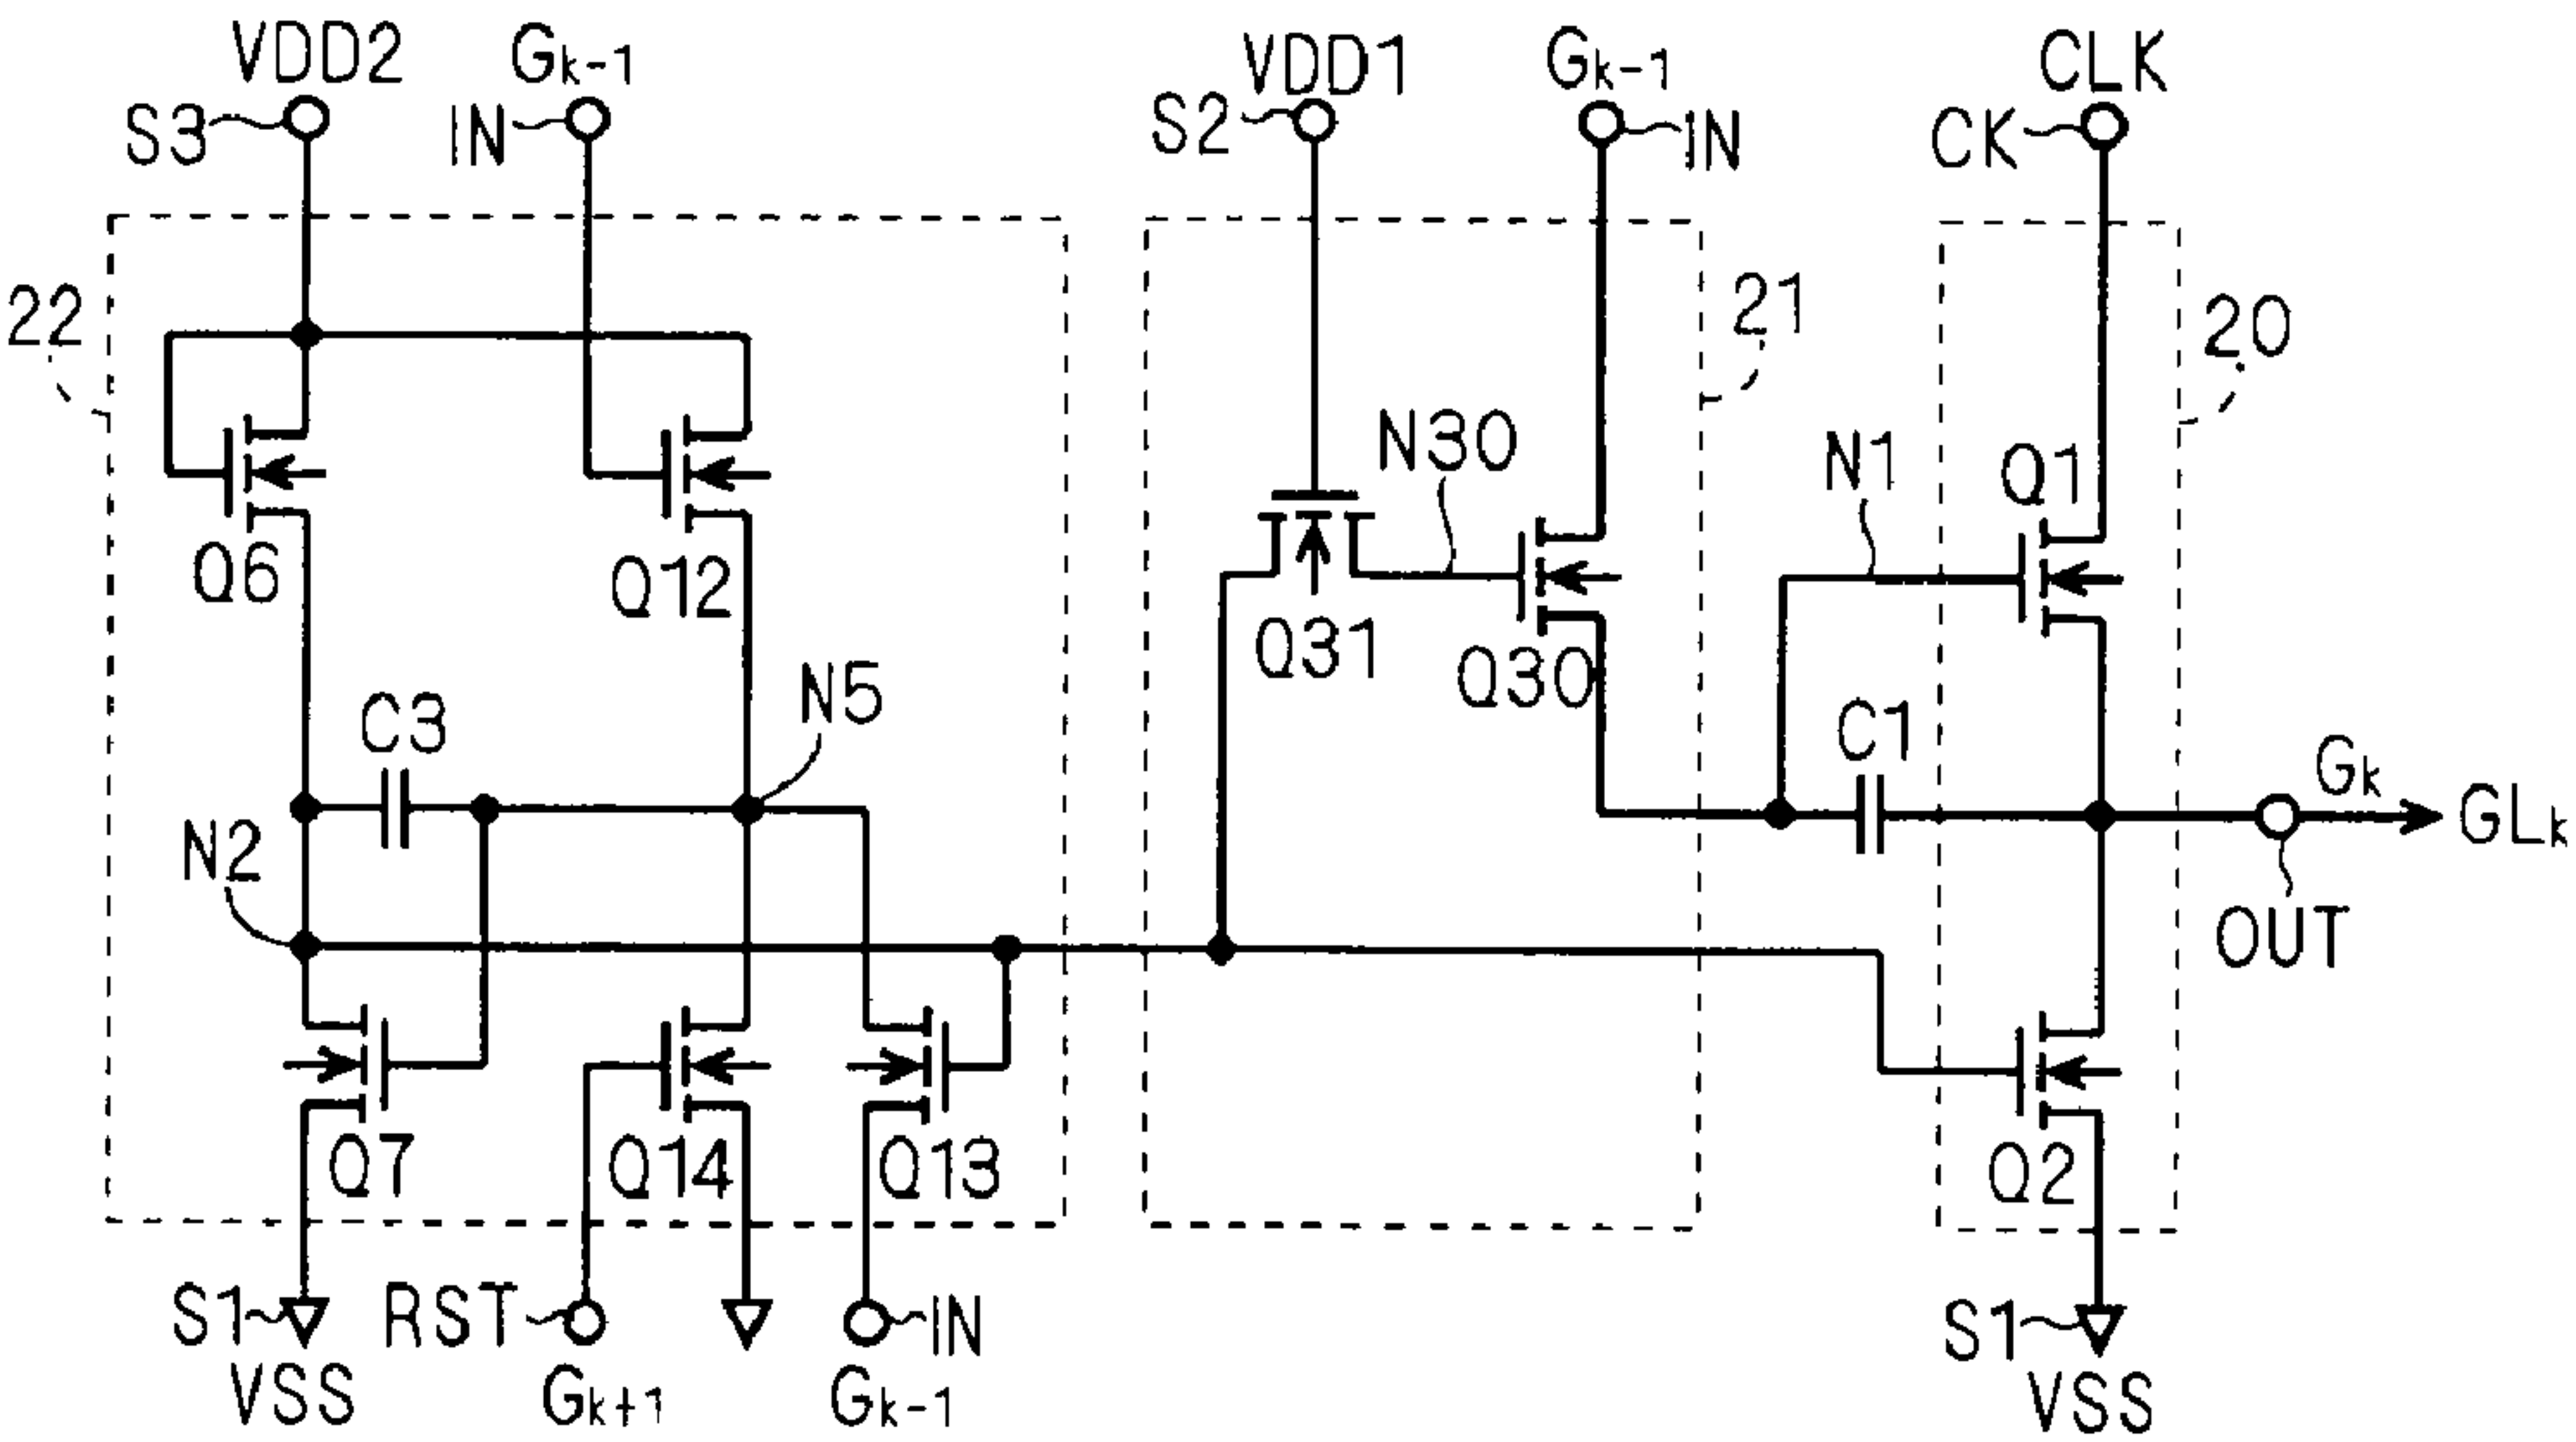 VDD2
Gk-1
VDD1
Gk-1
CLK
S3
IN
S2
IN
CK
22
21
20
N30
N1
Q1
Q6
Q12
Q31
Q30
N5
C3
C1
Gk
GLk
N2
OUT
Q7
Q14
Q13
Q2
S1
RST
IN
S1
VSS
Gk+1
Gk-1
VSS